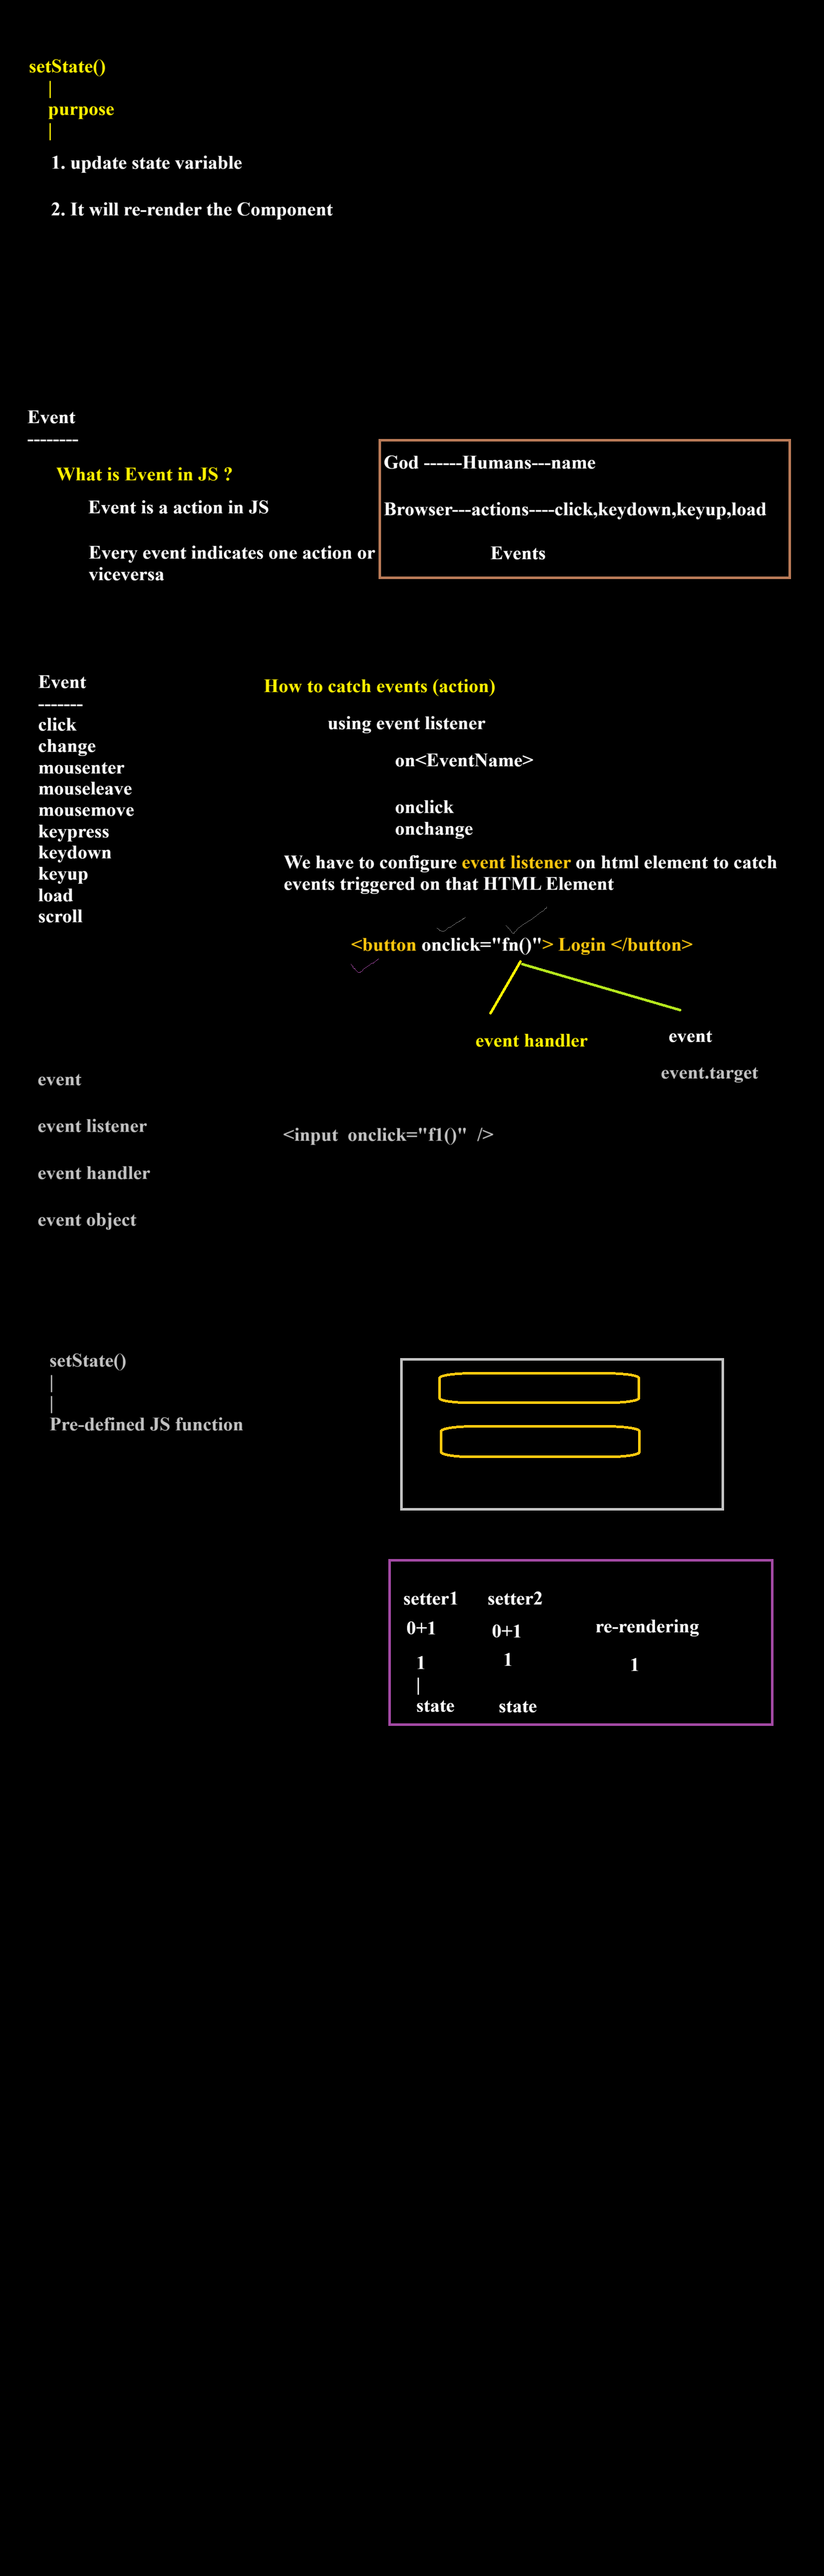 setState()
|
purpose
|
1. update state variable
2. It will re-render the Component
Event
--------
What is Event in JS ?
Event is a action in JS
Every event indicates one action or
viceversa
God ------Humans---name
Browser---actions----click,keydown,keyup,load
Events
Event
-------
click
change
mousenter
mouseleave
mousemove
keypress
keydown
keyup
load
scroll
How to catch events (action)
using event listener
on<EventName>
onclick
onchange
We have to configure event listener on html element to catch
events triggered on that HTML Element
<button onclick="fn()"> Login </button>
event handler
event
event.target
event
event listener
event handler
event object
<input  onclick="f1()"  />
setState()
|
|
Pre-defined JS function
setter1 setter2
0+1 0+1 re-rendering
1 1 1
|
state state